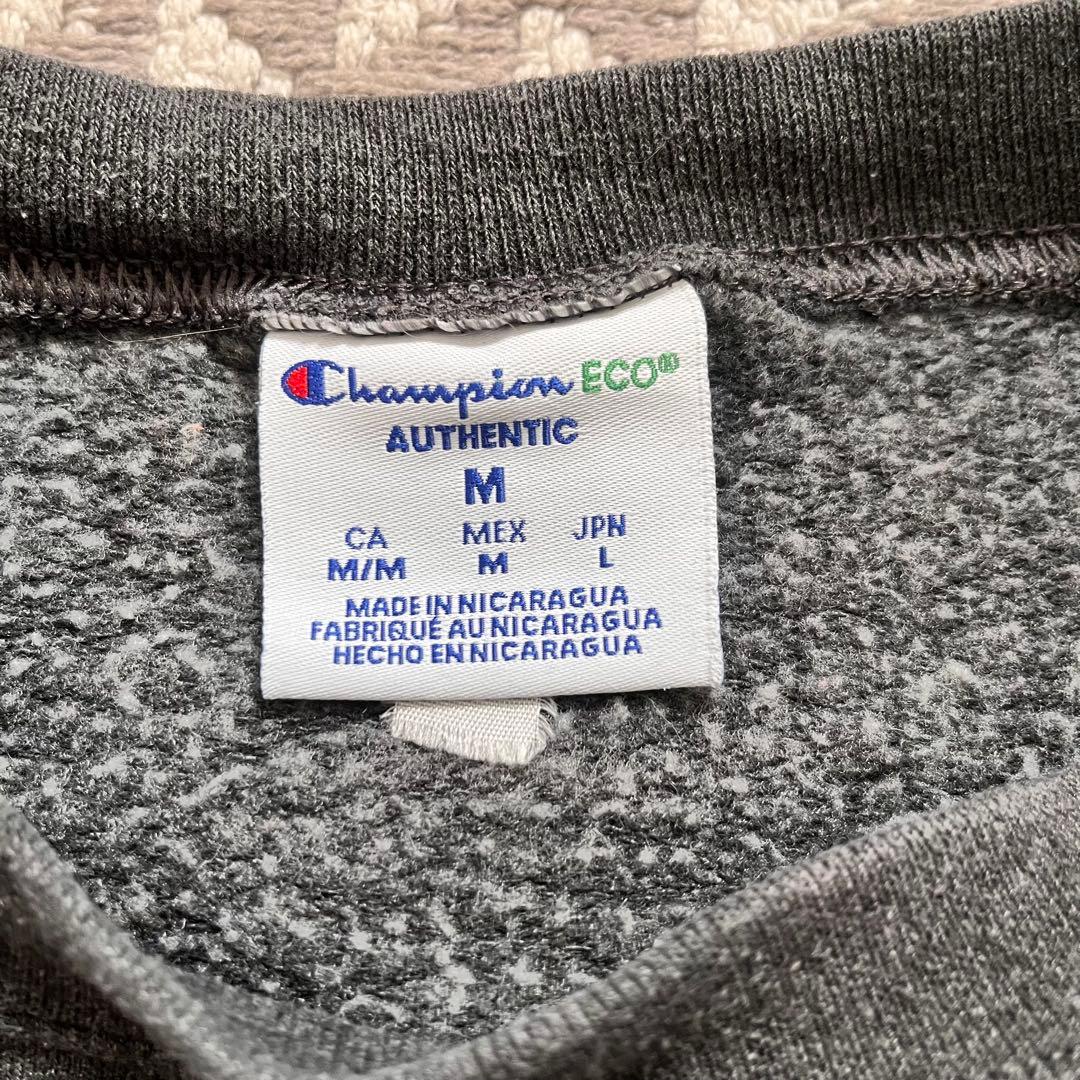 Champion ECO
AUTHENTIC
M
CA MEX JPN
M/M M L
MADE IN NICARAGUA
FABRIQUÉ AU NICARAGUA
HECHO EN NICARAGUA